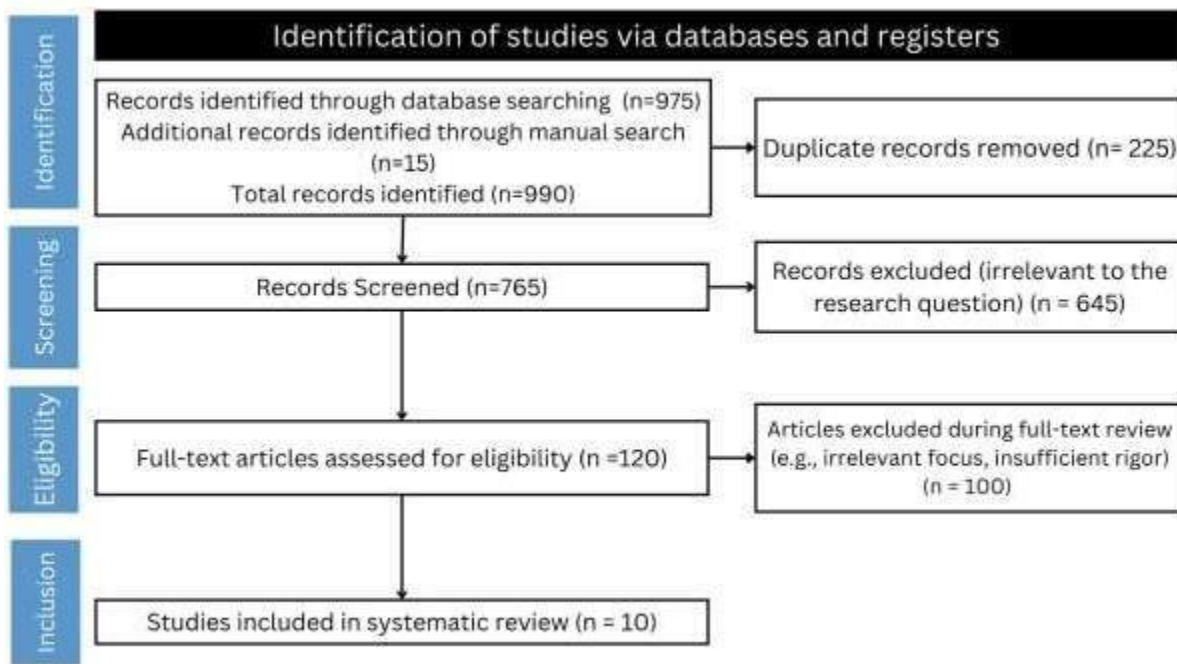 Identification of studies via databases and registers
Identification
Records identified through database searching (n=975)
Additional records identified through manual search
(n=15)
Total records identified (n=990)
Duplicate records removed (n= 225)
Screening
Records Screened (n=765)
Records excluded (irrelevant to the
research question) (n = 645)
Eligibility
Full-text articles assessed for eligibility (n =120)
Articles excluded during full-text review
(e.g., irrelevant focus, insufficient rigor)
(n = 100)
Inclusion
Studies included in systematic review (n = 10)